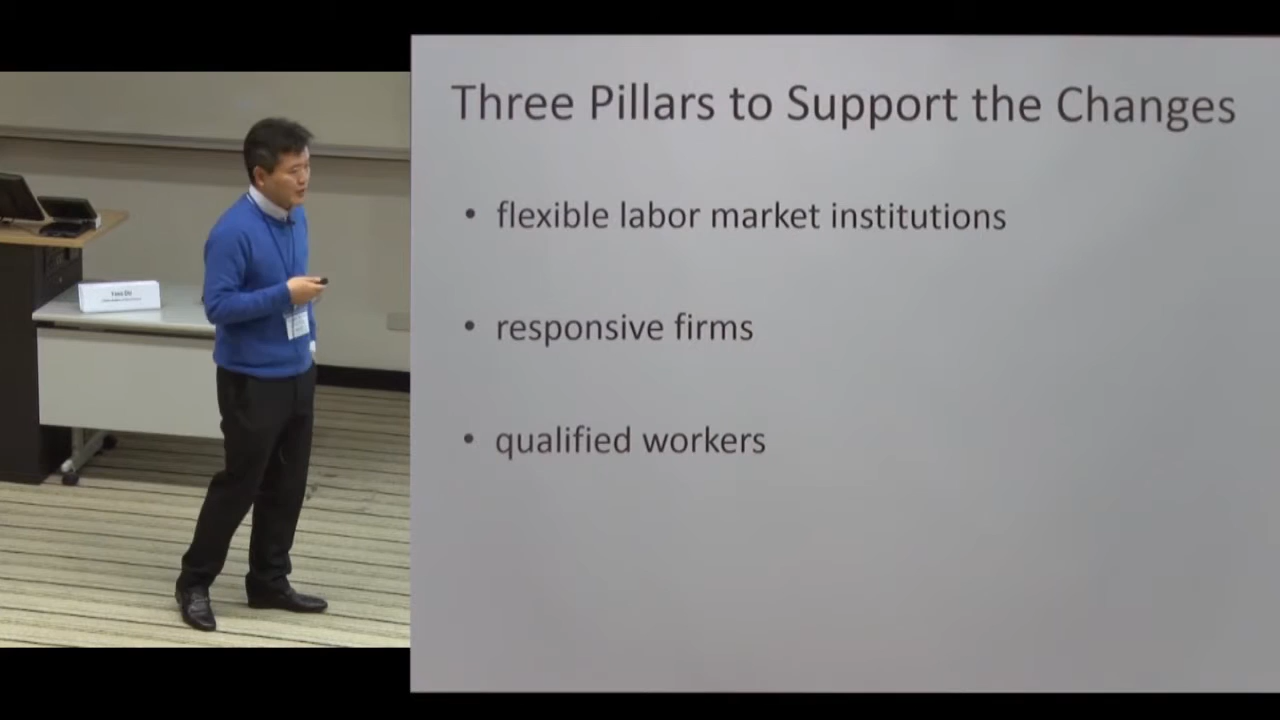 Three Pillars to Support the Changes
• flexible labor market institutions
• responsive firms
• qualified workers